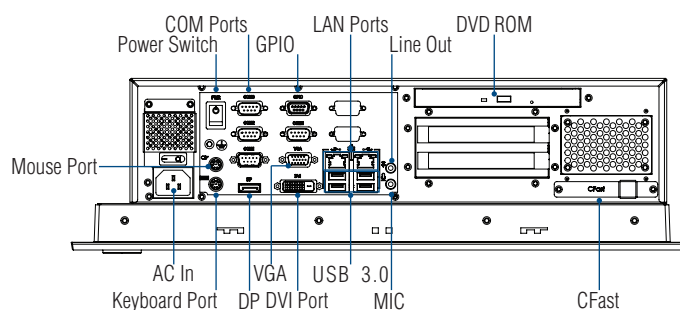 COM Ports LAN Ports DVD ROM
Power Switch GPIO Line Out
Mouse Port
CFast
AC In VGA USB 3.0
Keyboard Port DP DVI Port MIC CFast